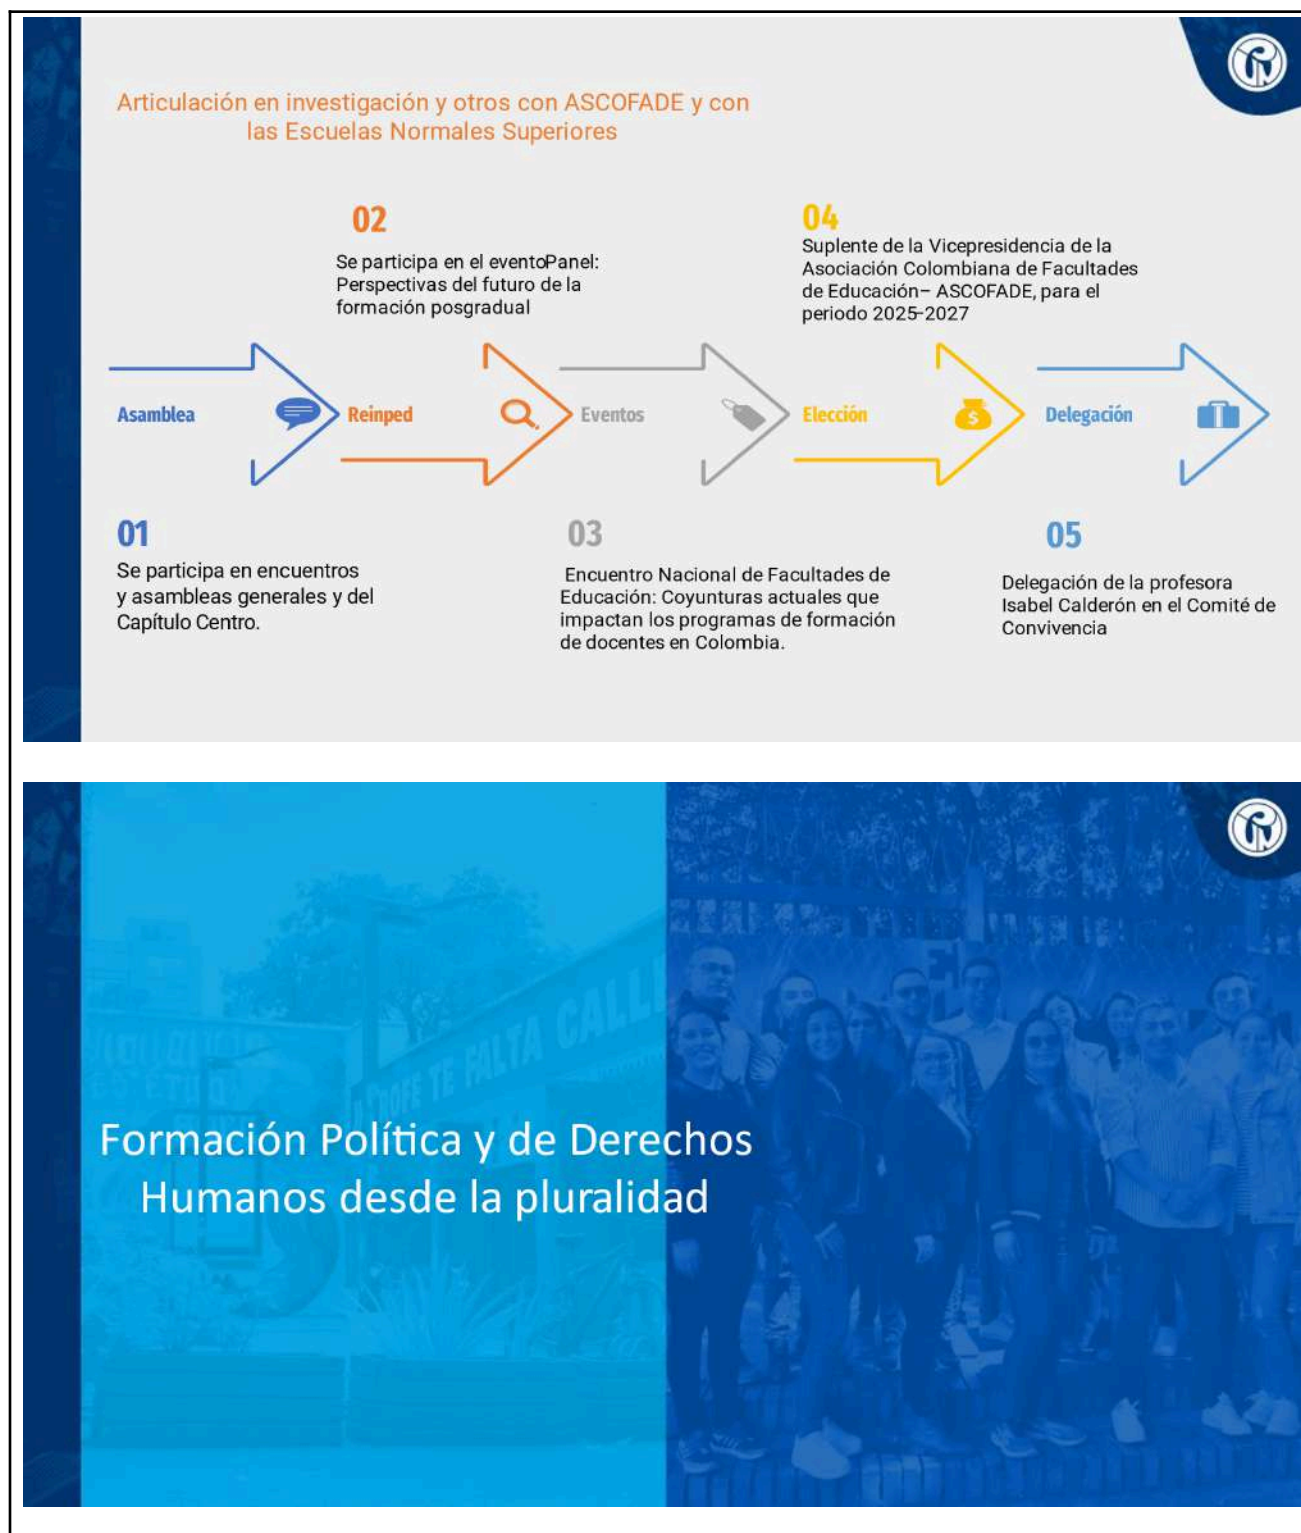 Articulación en investigación y otros con ASCOFADE y con
las Escuelas Normales Superiores
02
Se participa en el eventoPanel:
Perspectivas del futuro de la
formación posgradual
04
Suplente de la Vicepresidencia de la
Asociación Colombiana de Facultades
de Educación– ASCOFADE, para el
periodo 2025-2027
Asamblea
Reinped
Eventos
Elección
$
Delegación
01
Se participa en encuentros
y asambleas generales y del
Capítulo Centro.
03
Encuentro Nacional de Facultades de
Educación: Coyunturas actuales que
impactan los programas de formación
de docentes en Colombia.
05
Delegación de la profesora
Isabel Calderón en el Comité de
Convivencia
PROFE TE FALTA CALLE
Formación Política y de Derechos
Humanos desde la pluralidad